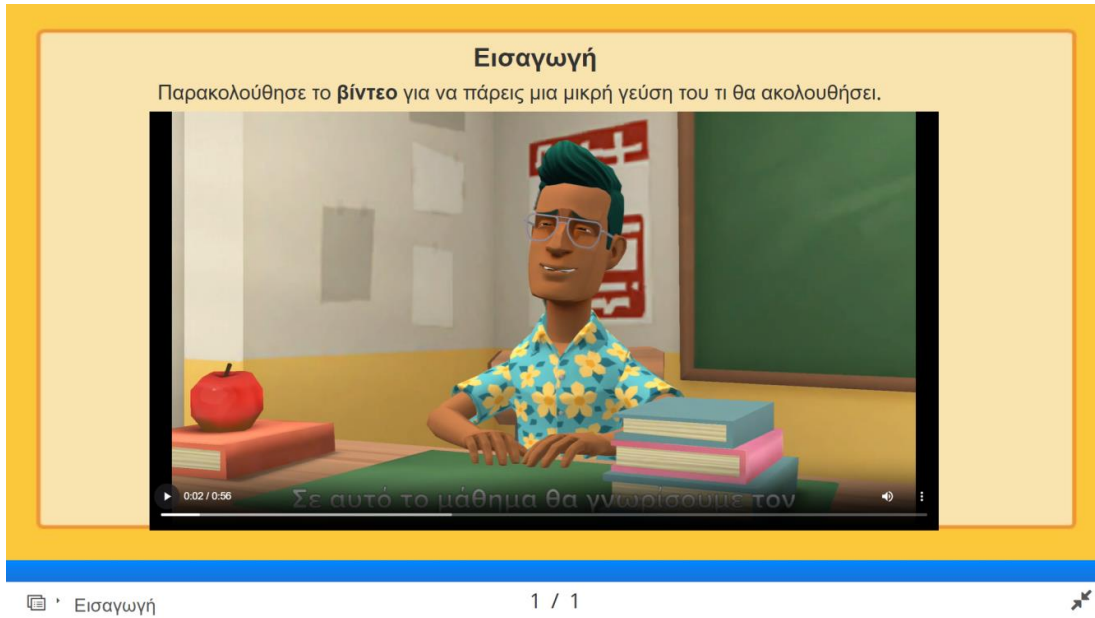 Εισαγωγή
Παρακολούθησε το βίντεο για να πάρεις μια μικρή γεύση του τι θα ακολουθήσει.
0:02 / 0:56
Σε αυτό το μάθημα θα γνωρίσουμε τον
Εισαγωγή
1 / 1